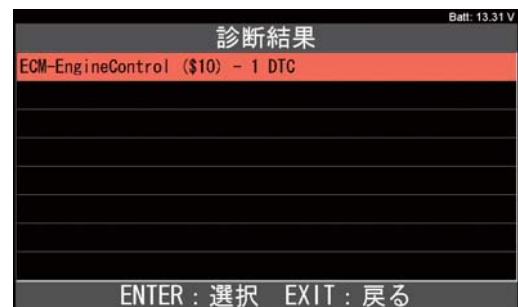 Batt: 13.31 V
診断結果
ECM-EngineControl ($10) - 1 DTC
ENTER：選択 EXIT：戻る